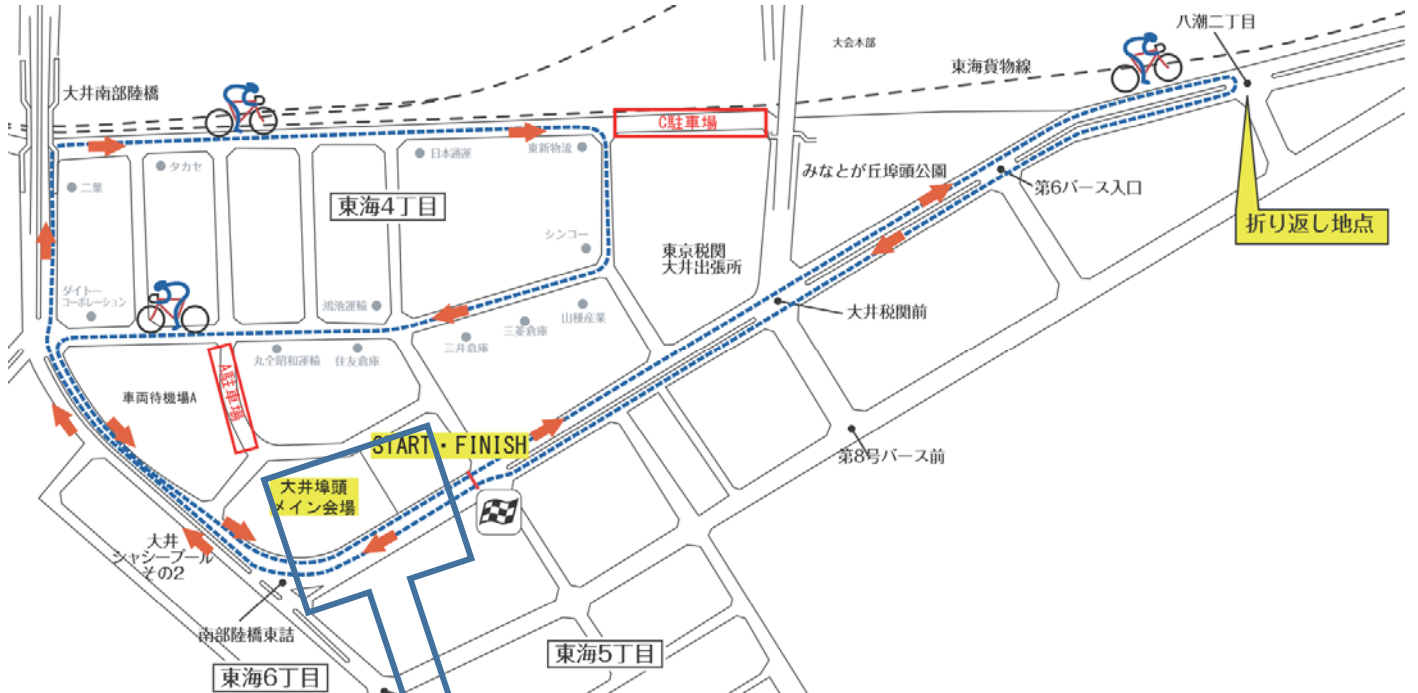 八潮二丁目
大会本部
東海貨物線
大井南部陸橋
C駐車場
日本通運
東新物流
タカセ
二葉
みなとが丘埠頭公園
第6バース入口
東海4丁目
折り返し地点
シンコー
東京税関
大井出張所
ダイトー
コーポレーション
鴻池運輸
山種産業
三菱倉庫
三井倉庫
大井税関前
丸全昭和運輸
住友倉庫
A駐車場
車両待機場A
START・FINISH
第8号バース前
大井埠頭
メイン会場
大井
シャシープール
その2
南部陸橋東詰
東海5丁目
東海6丁目